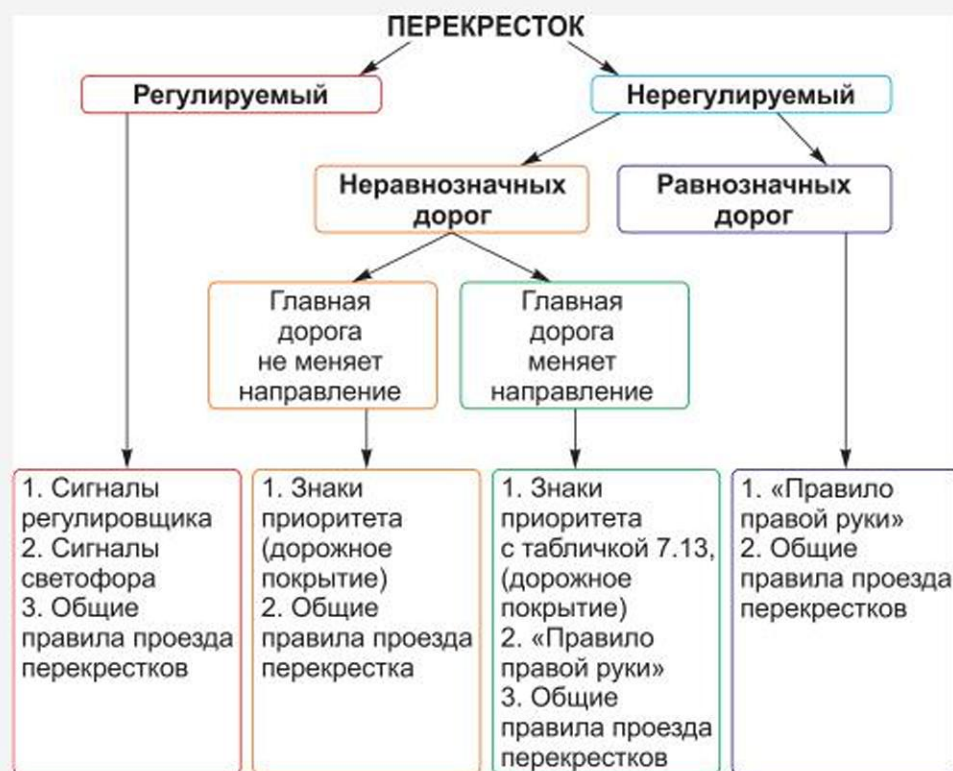 ПЕРЕКРЕСТОК
Регулируемый
Нерегулируемый
Неравнозначных
дорог
Равнозначных
дорог
Главная
дорога
не меняет
направление
Главная
дорога
меняет
направление
1. Сигналы
регулировщика
2. Сигналы
светофора
3. Общие
правила проезда
перекрестков
1. Знаки
приоритета
(дорожное
покрытие)
2. Общие
правила проезда
перекрестка
1. Знаки
приоритета
с табличкой 7.13,
(дорожное
покрытие)
2. «Правило
правой руки»
3. Общие
правила проезда
перекрестков
1. «Правило
правой руки»
2. Общие
правила проезда
перекрестков